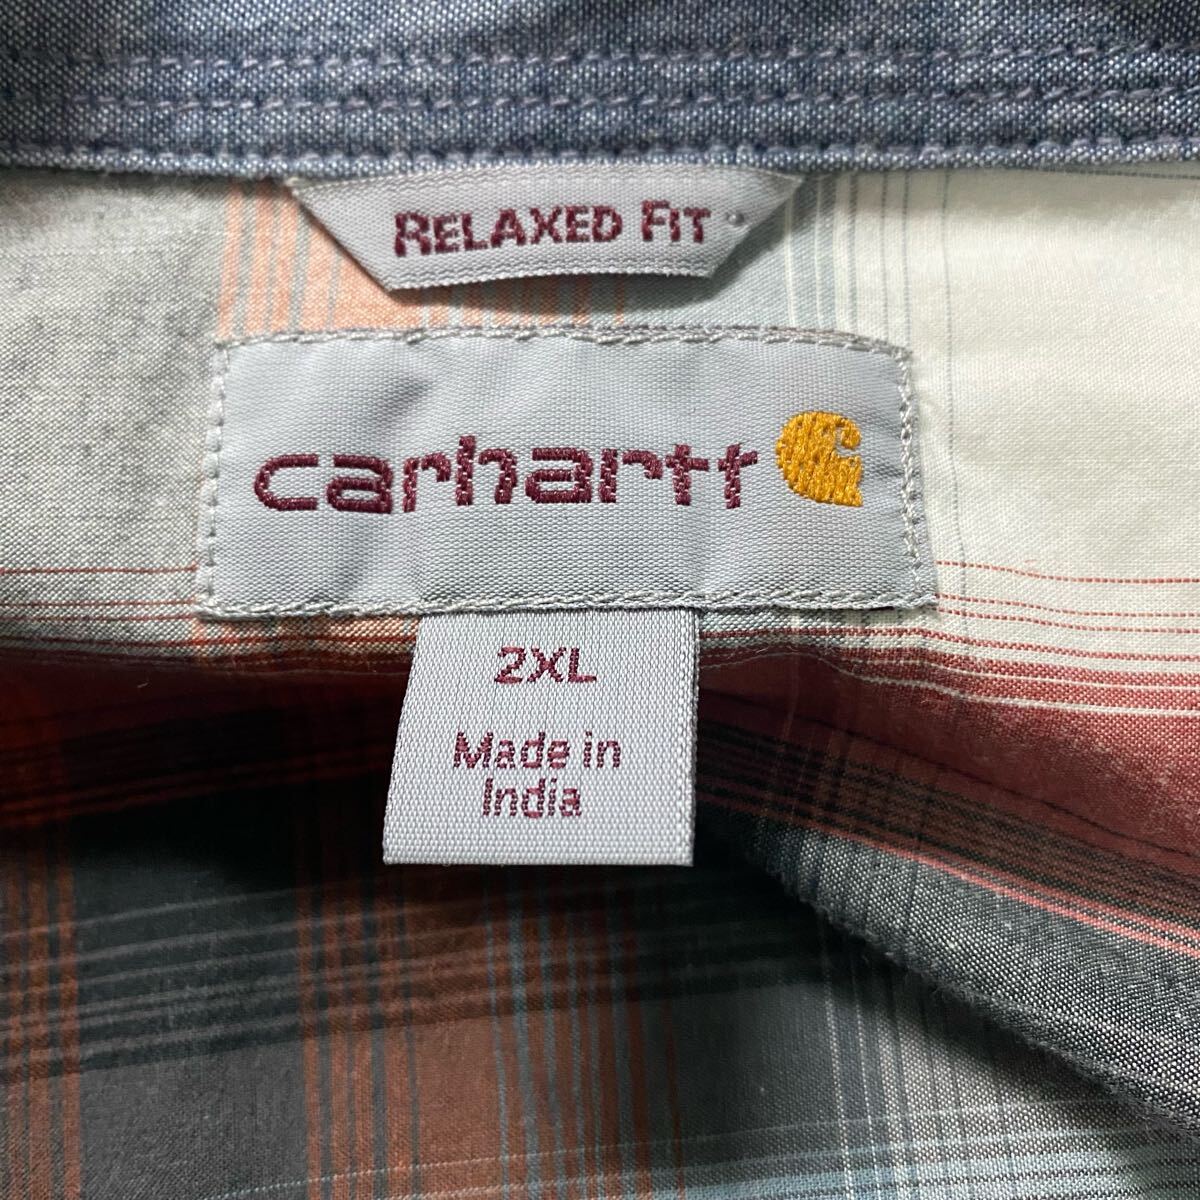 RELAXED FIT
carhartt
2XL
Made in
India